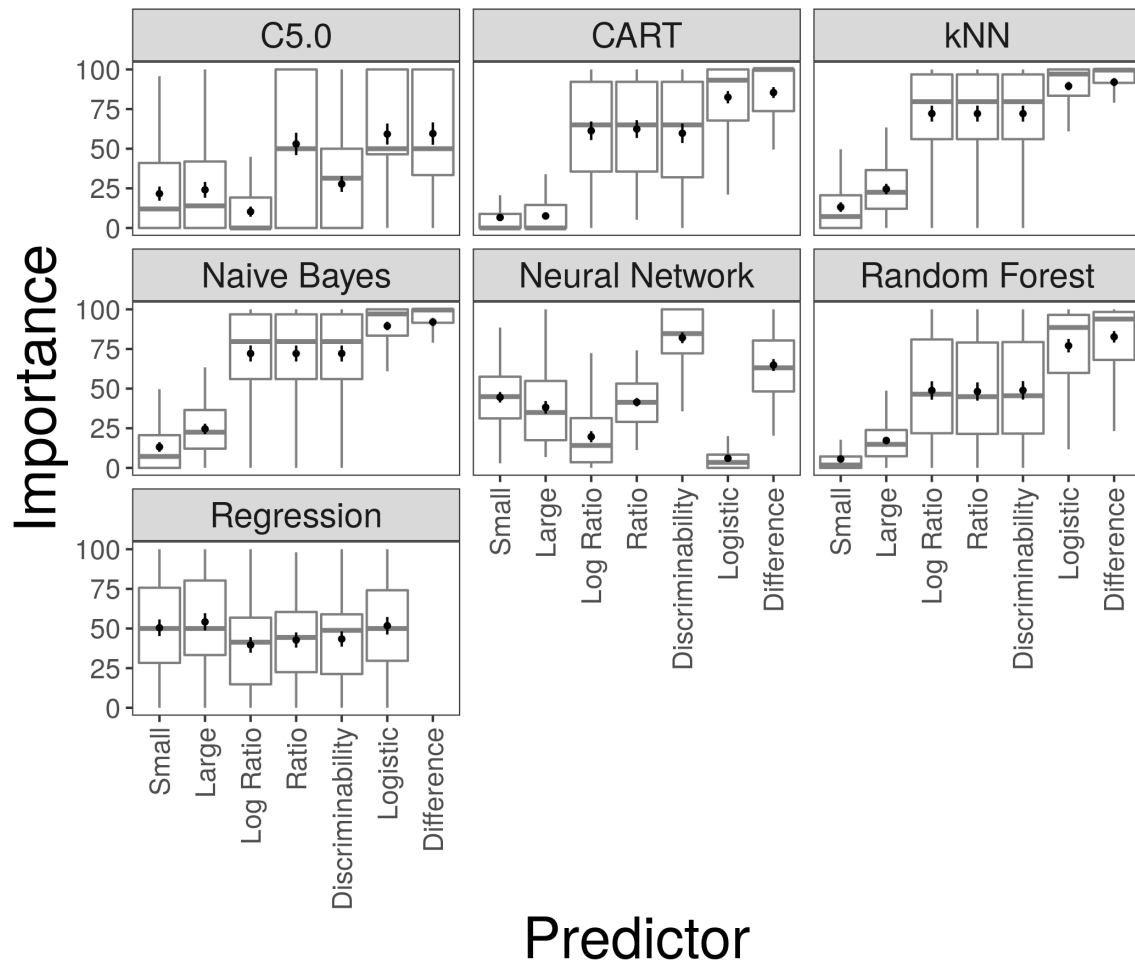 C5.0 CART kNN
100
75
50
25
0
Naive Bayes Neural Network Random Forest
100
75
50
25
0
Importance
Small Large Log Ratio Ratio Discriminability Logistic Difference
Small Large Log Ratio Ratio Discriminability Logistic Difference
Regression
100
75
50
25
0
Small Large Log Ratio Ratio Discriminability Logistic Difference
Predictor